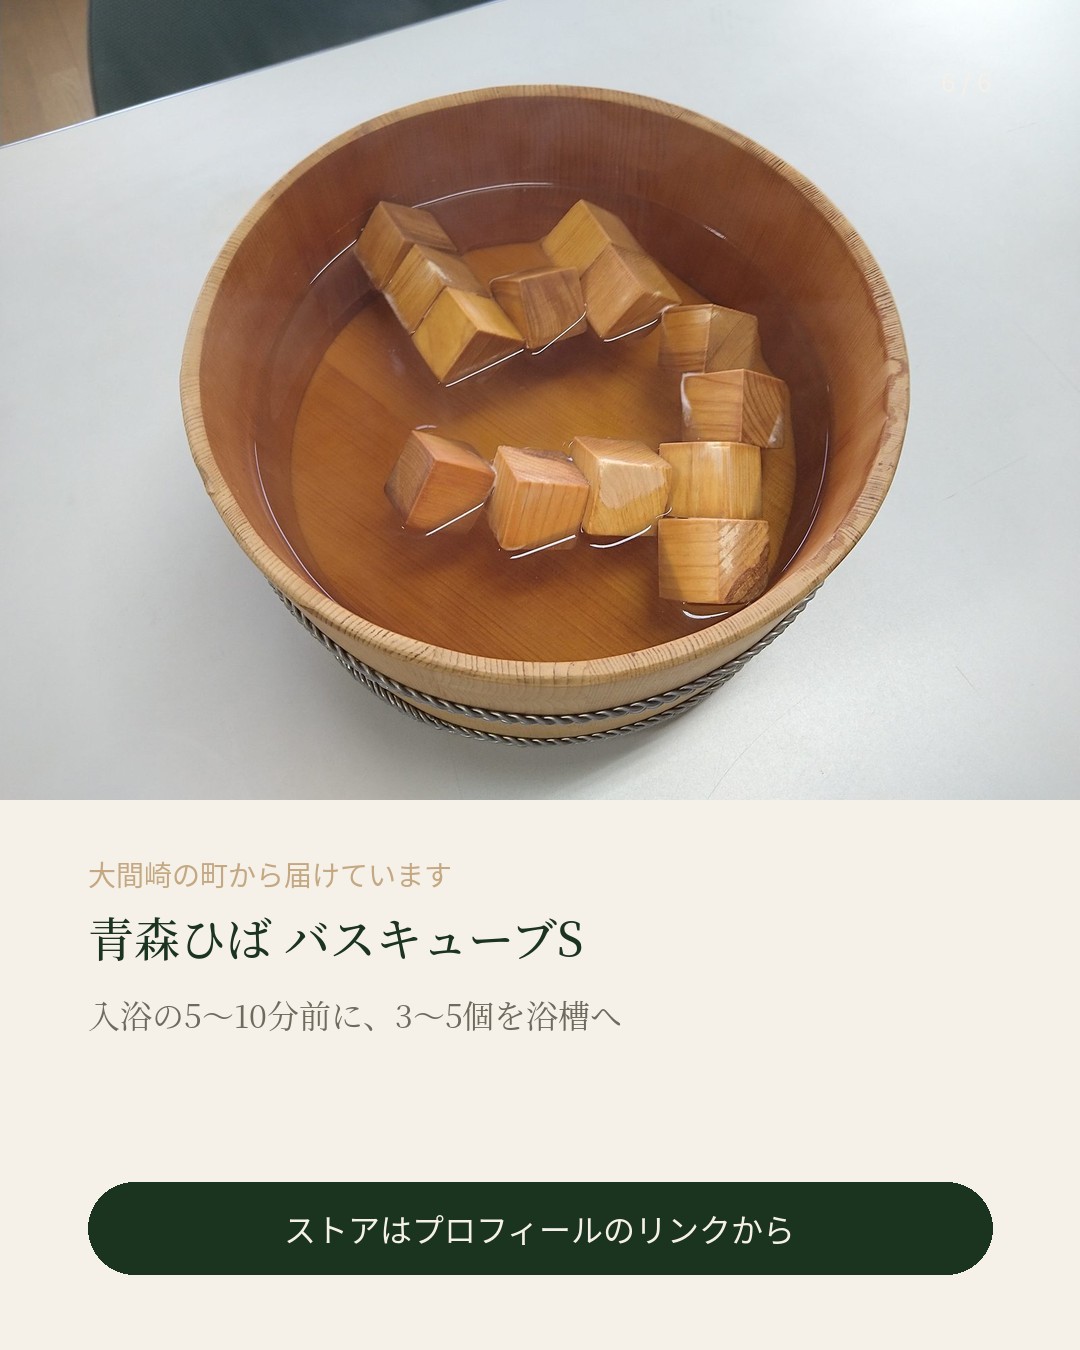 大間崎の町から届けています
青森ひば バスキューブS
入浴の5〜10分前に、3〜5個を浴槽へ
ストアはプロフィールのリンクから